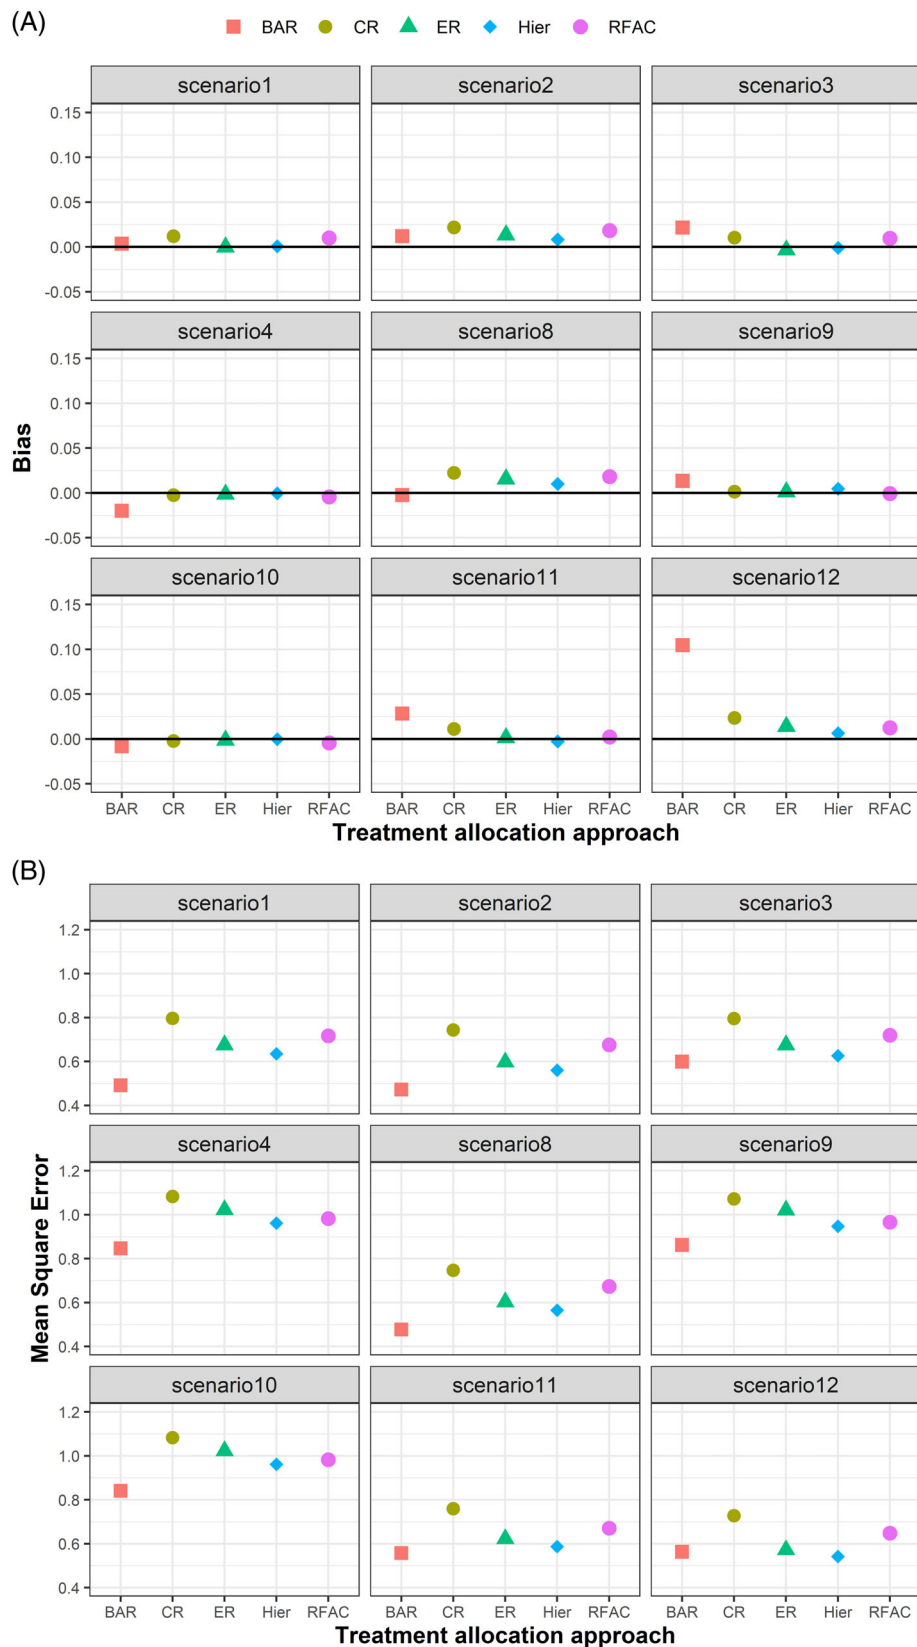 (A)
BAR CR ER Hier RFAC
scenario1 scenario2 scenario3
0.15
0.10
0.05
0.00
-0.05
scenario4 scenario8 scenario9
0.15
0.10
0.05
0.00
-0.05
Bias
scenario10 scenario11 scenario12
0.15
0.10
0.05
0.00
-0.05
BAR CR ER Hier RFAC BAR CR ER Hier RFAC BAR CR ER Hier RFAC
Treatment allocation approach
(B)
scenario1 scenario2 scenario3
1.2
1.0
0.8
0.6
0.4
scenario4 scenario8 scenario9
1.2
1.0
0.8
0.6
0.4
Mean Square Error
scenario10 scenario11 scenario12
1.2
1.0
0.8
0.6
0.4
BAR CR ER Hier RFAC BAR CR ER Hier RFAC BAR CR ER Hier RFAC
Treatment allocation approach